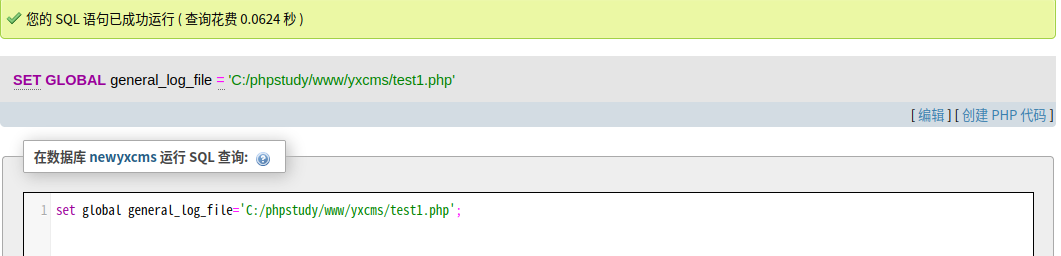 您的 SQL 语句已成功运行 ( 查询花费 0.0624 秒 )
SET GLOBAL general_log_file = 'C:/phpstudy/www/yxcms/test1.php'
[ 编辑 ] [ 创建 PHP 代码 ]
在数据库 newyxcms 运行 SQL 查询:
1 set global general_log_file='C:/phpstudy/www/yxcms/test1.php';